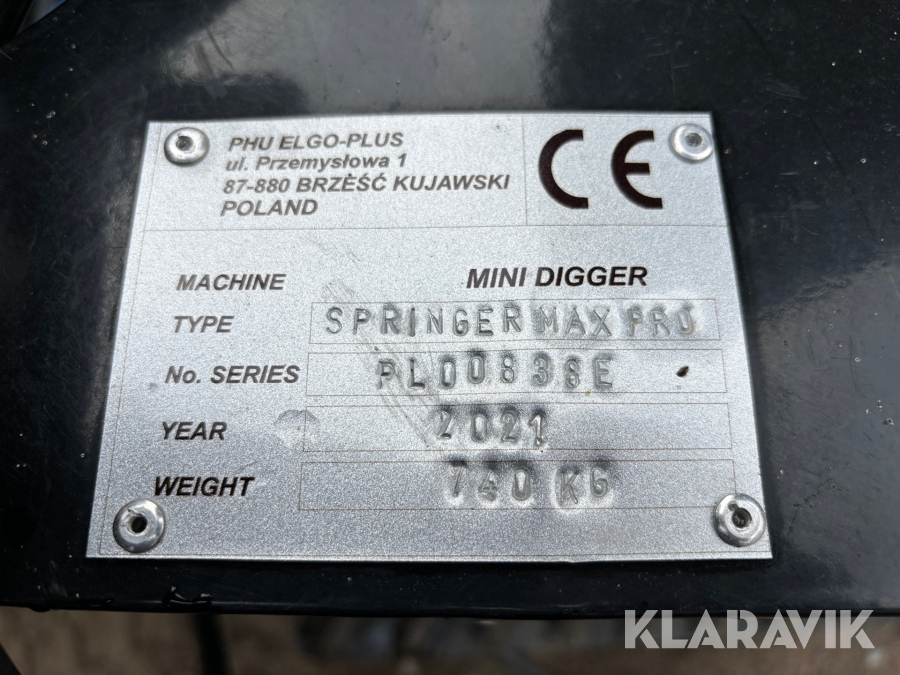 PHU ELGO-PLUS
ul. Przemysłowa 1
87-880 BRZEŚĆ KUJAWSKI
POLAND
CE
MACHINE MINI DIGGER
TYPE SPRINGER MAX PRO
No. SERIES PL00838E
YEAR 2021
WEIGHT 740 KG
KLARAVIK